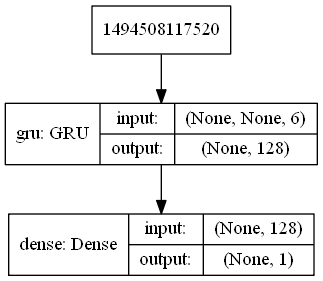 1494508117520
gru: GRU
input: (None, None, 6)
output: (None, 128)
dense: Dense
input: (None, 128)
output: (None, 1)